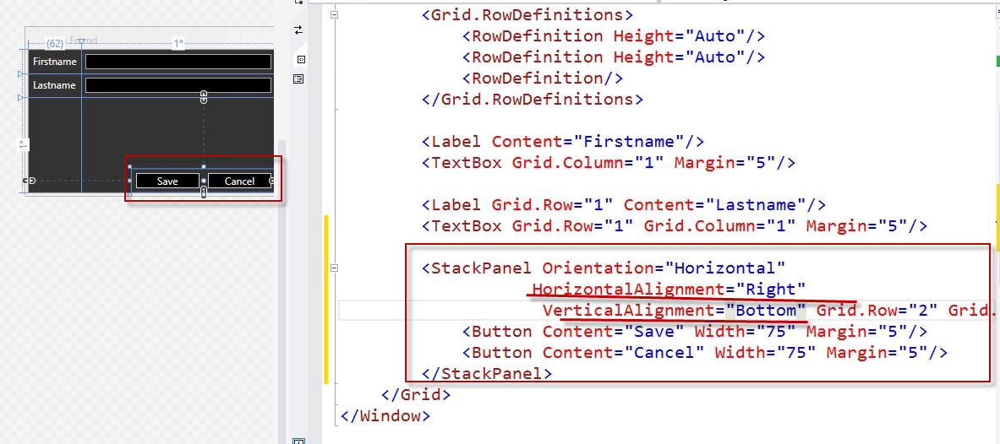 Friend
(62)
1*
Firstname
Lastname
1*
Save Cancel
<Grid.RowDefinitions>
<RowDefinition Height="Auto"/>
<RowDefinition Height="Auto"/>
<RowDefinition/>
</Grid.RowDefinitions>
<Label Content="Firstname"/>
<TextBox Grid.Column="1" Margin="5"/>
<Label Grid.Row="1" Content="Lastname"/>
<TextBox Grid.Row="1" Grid.Column="1" Margin="5"/>
<StackPanel Orientation="Horizontal"
HorizontalAlignment="Right"
VerticalAlignment="Bottom" Grid.Row="2" Grid.
<Button Content="Save" Width="75" Margin="5"/>
<Button Content="Cancel" Width="75" Margin="5"/>
</StackPanel>
</Grid>
</Window>